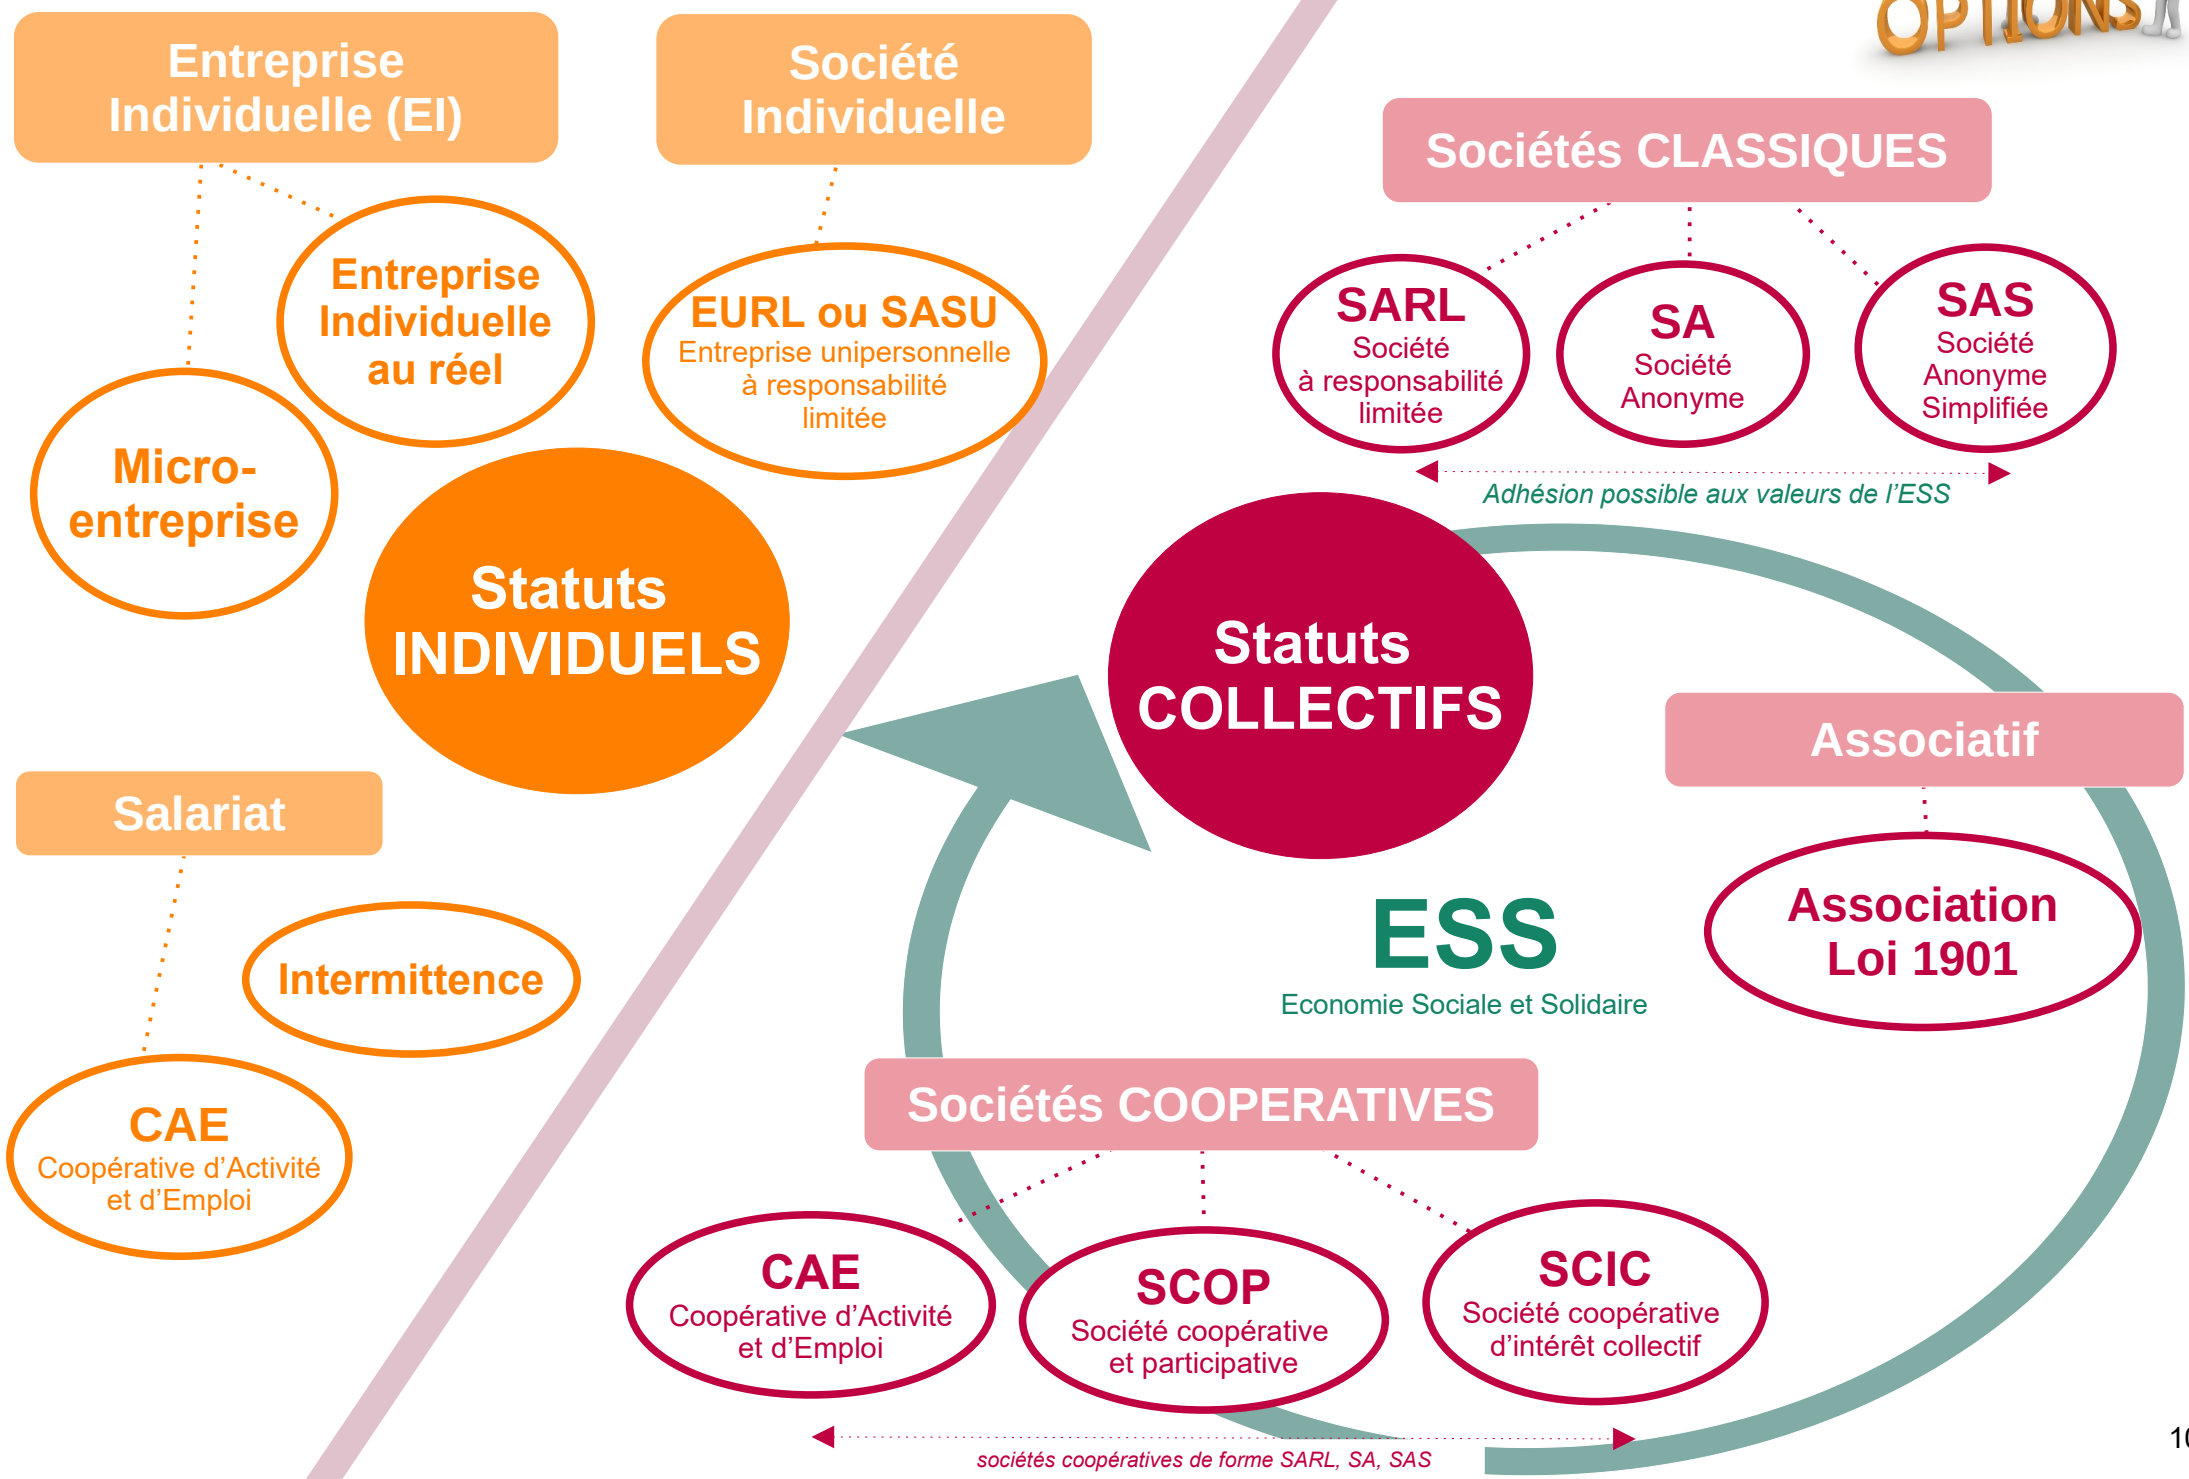 OPTIONS
Entreprise
Individuelle (EI)
Société
Individuelle
Sociétés CLASSIQUES
Entreprise
Individuelle
au réel
EURL ou SASU
Entreprise unipersonnelle
à responsabilité
limitée
SARL
Société
à responsabilité
limitée
SA
Société
Anonyme
SAS
Société
Anonyme
Simplifiée
Micro-
entreprise
Adhésion possible aux valeurs de l’ESS
Statuts
INDIVIDUELS
Statuts
COLLECTIFS
Associatif
Salariat
Association
Loi 1901
ESS
Economie Sociale et Solidaire
Intermittence
Sociétés COOPERATIVES
CAE
Coopérative d’Activité
et d’Emploi
CAE
Coopérative d’Activité
et d’Emploi
SCOP
Société coopérative
et participative
SCIC
Société coopérative
d’intérêt collectif
sociétés coopératives de forme SARL, SA, SAS